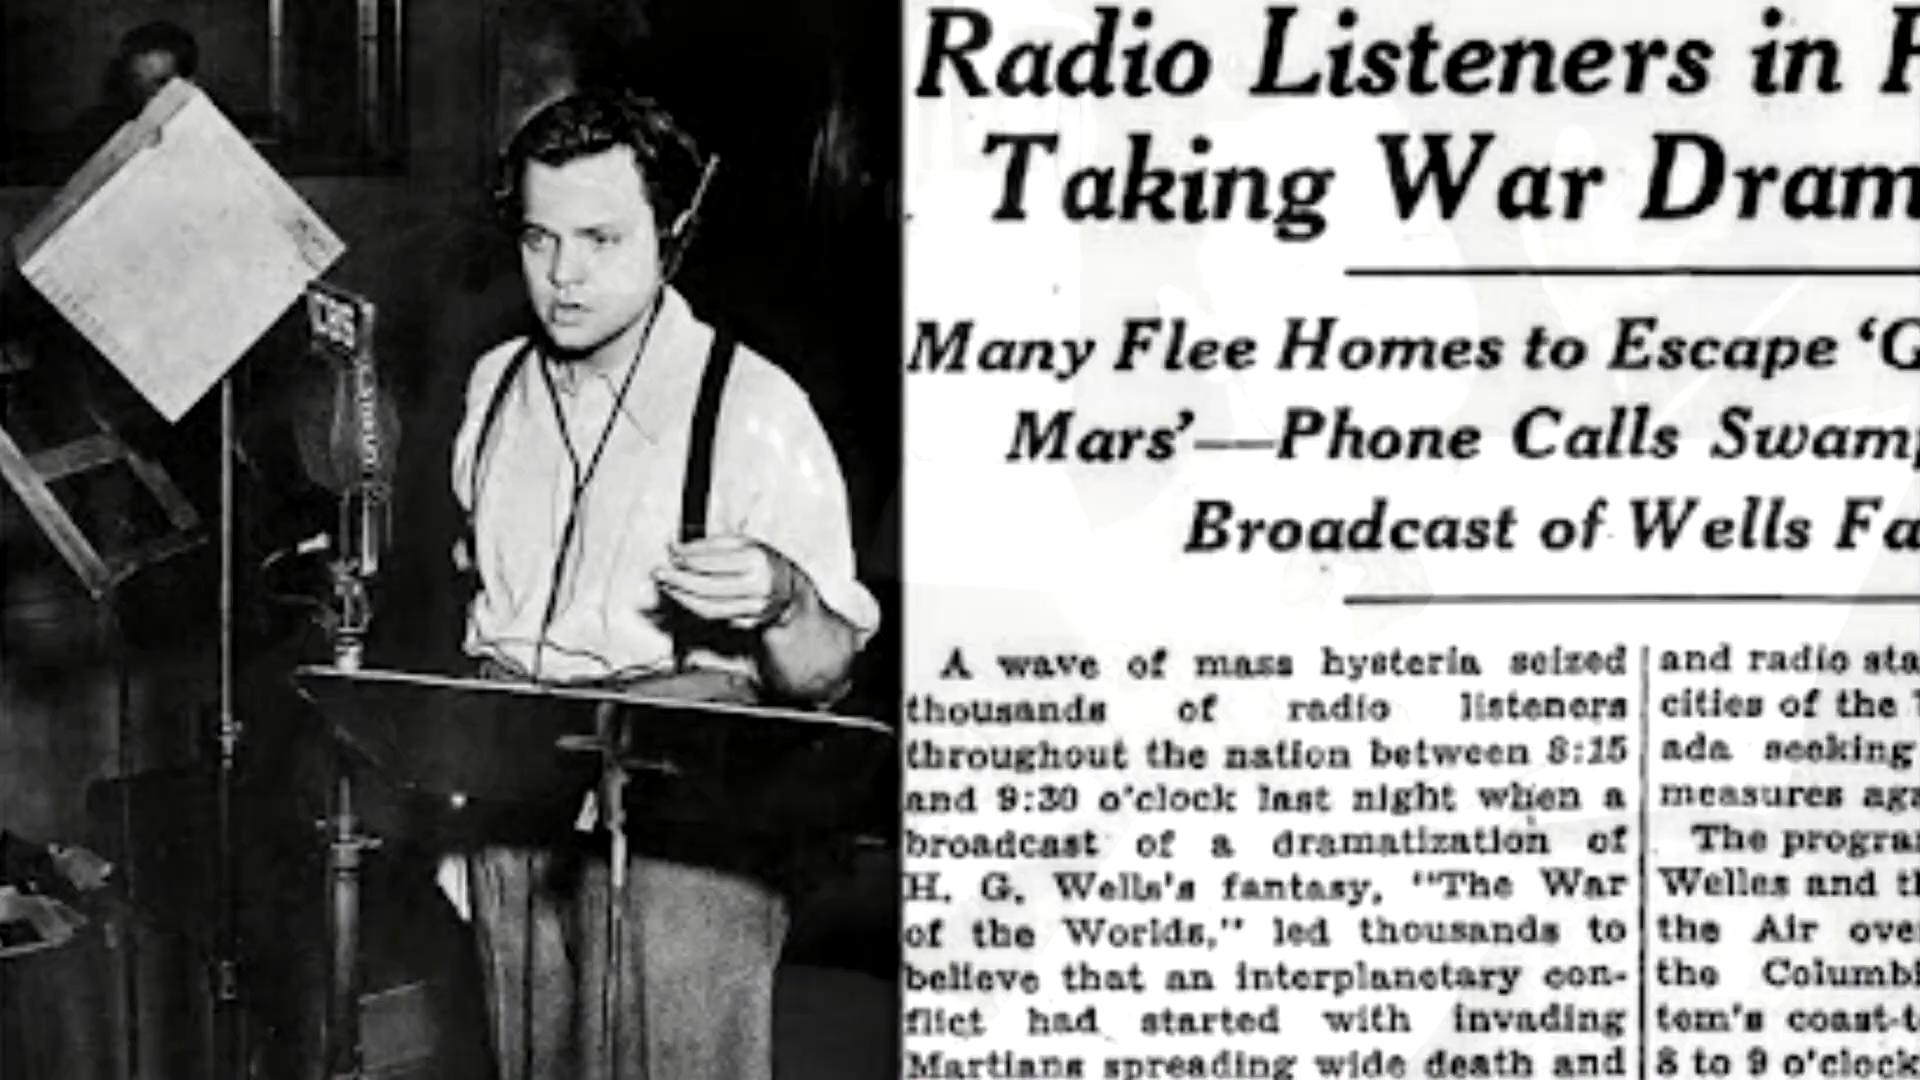 Radio Listeners in
Taking War Dram
Many Flee Homes to Escape ‘G
Mars’—Phone Calls Swamp
Broadcast of Wells Fa
A wave of mass hysteria seized
thousands of radio listeners
throughout the nation between 8:15
and 9:30 o'clock last night when a
broadcast of a dramatization of
H. G. Wells's fantasy, "The War
of the Worlds," led thousands to
believe that an interplanetary con-
flict had started with invading
Martians spreading wide death and
and radio sta
cities of the
ada seeking
measures aga
The progra
Welles and th
the Air ove
the Columbi
tem's coast-t
8 to 9 o'clock
CBS